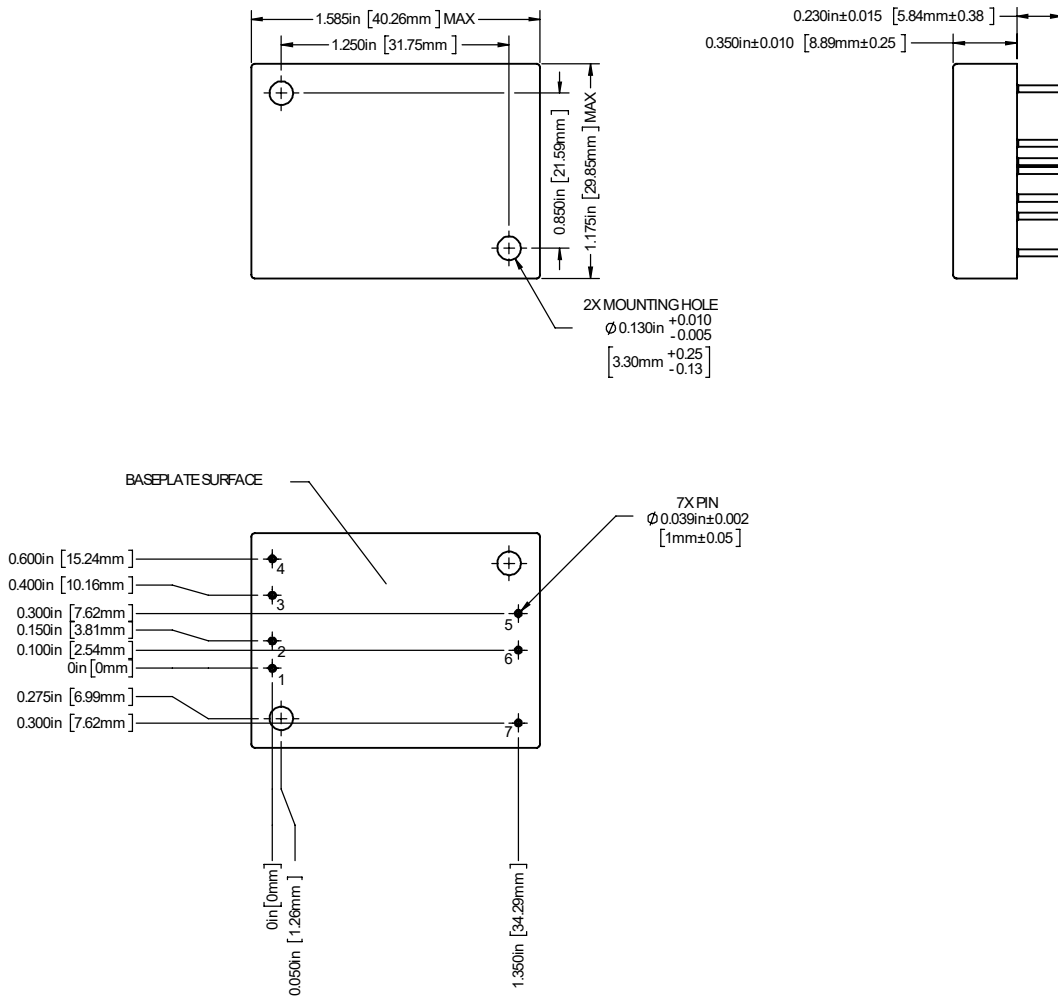 1.585in [40.26mm] MAX
1.250in [31.75mm]
0.850in [21.59mm]
1.175in [29.85mm] MAX
2X MOUNTING HOLE
Ø 0.130in +0.010
-0.005
[3.30mm +0.25
-0.13]
0.230in±0.015 [5.84mm±0.38]
0.350in±0.010 [8.89mm±0.25]
BASEPLATE SURFACE
7X PIN
Ø 0.039in±0.002
[1mm±0.05]
0.600in [15.24mm]
0.400in [10.16mm]
0.300in [7.62mm]
0.150in [3.81mm]
0.100in [2.54mm]
0in [0mm]
0.275in [6.99mm]
0.300in [7.62mm]
4
3
2
1
5
6
7
0in [0mm]
0.050in [1.26mm]
1.350in [34.29mm]